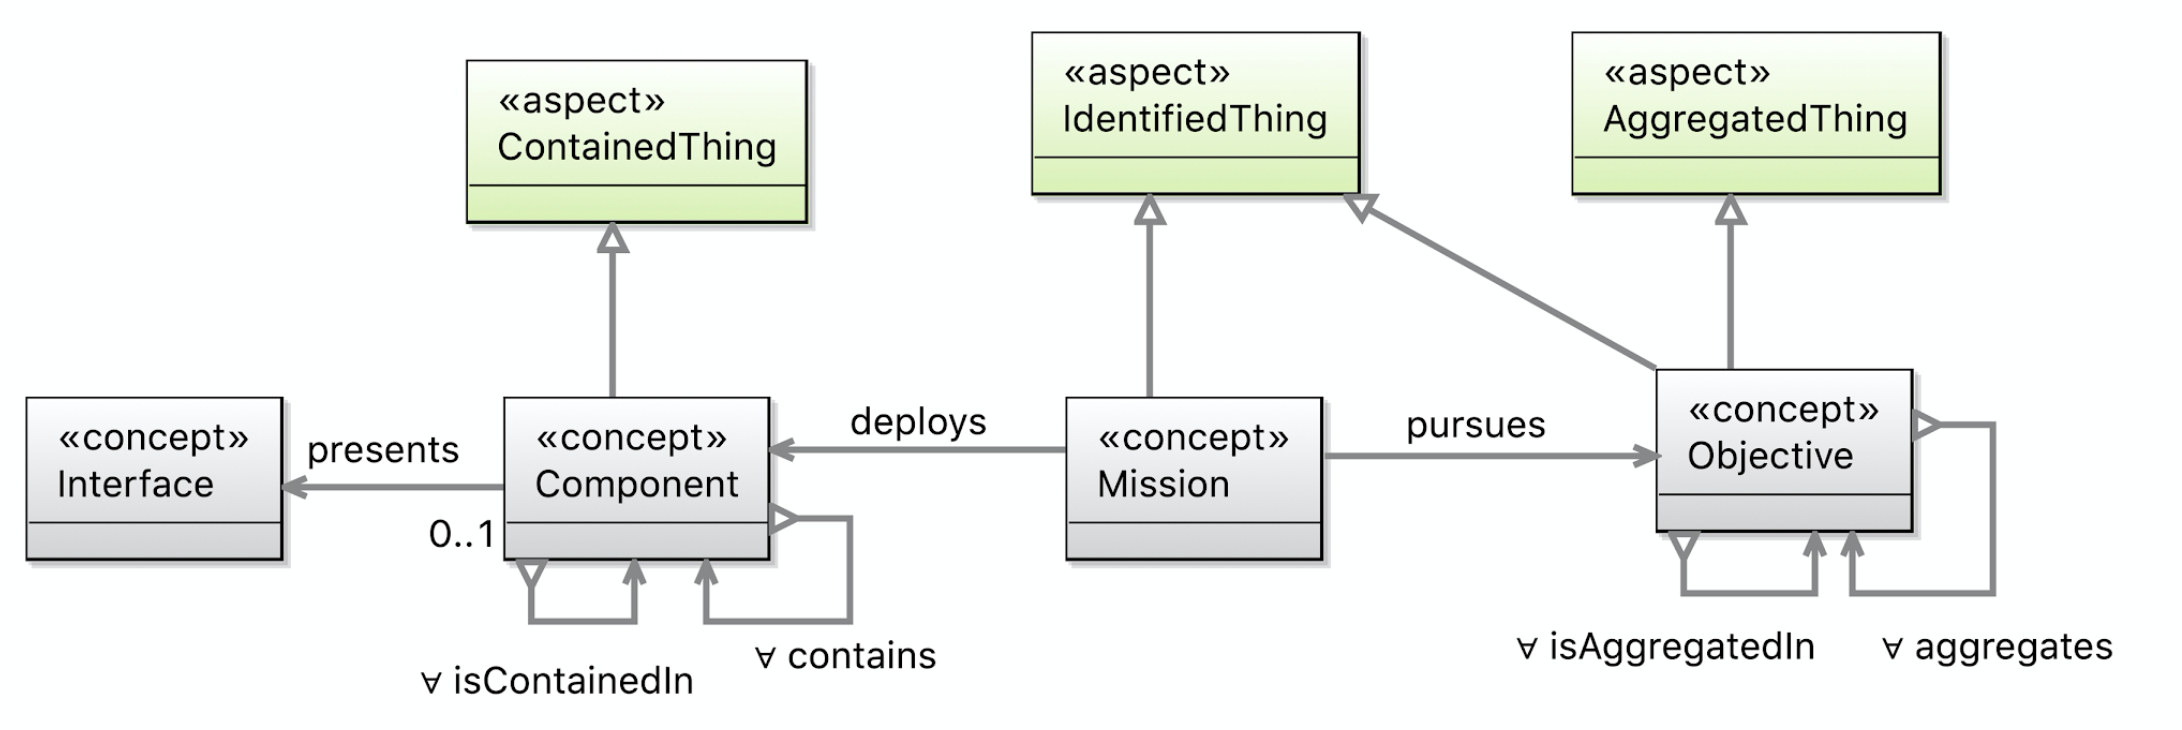 «aspect»
ContainedThing
«aspect»
IdentifiedThing
«aspect»
AggregatedThing
«concept»
Interface
presents
«concept»
Component
0..1
deploys
«concept»
Mission
pursues
«concept»
Objective
∀ isContainedIn
∀ contains
∀ isAggregatedIn
∀ aggregates